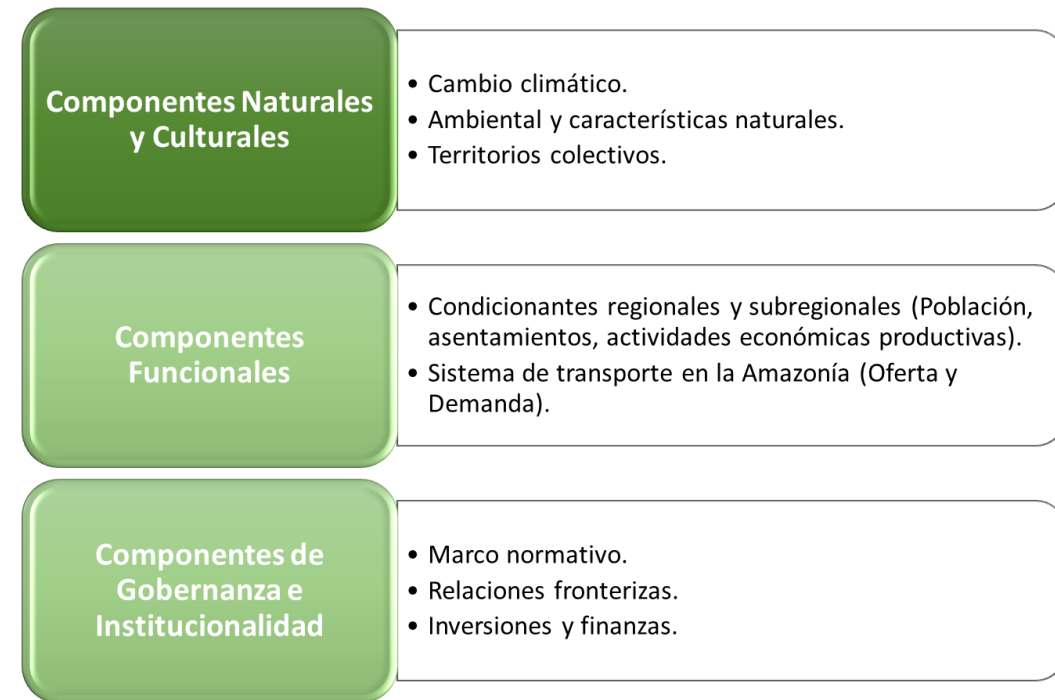 Componentes Naturales
y Culturales
• Cambio climático.
• Ambiental y características naturales.
• Territorios colectivos.
Componentes
Funcionales
• Condicionantes regionales y subregionales (Población,
asentamientos, actividades económicas productivas).
• Sistema de transporte en la Amazonía (Oferta y
Demanda).
Componentes de
Gobernanza e
Institucionalidad
• Marco normativo.
• Relaciones fronterizas.
• Inversiones y finanzas.